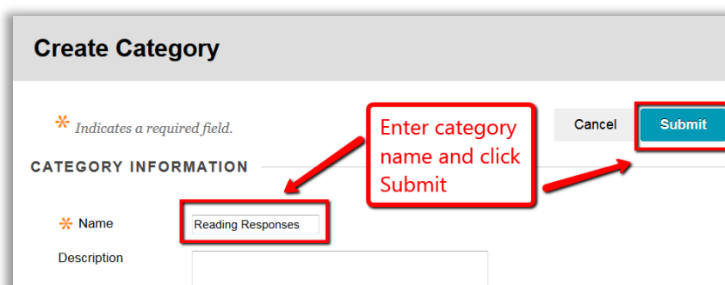 Create Category
* Indicates a required field.
Cancel
Submit
Enter category
name and click
Submit
CATEGORY INFORMATION
* Name
Reading Responses
Description